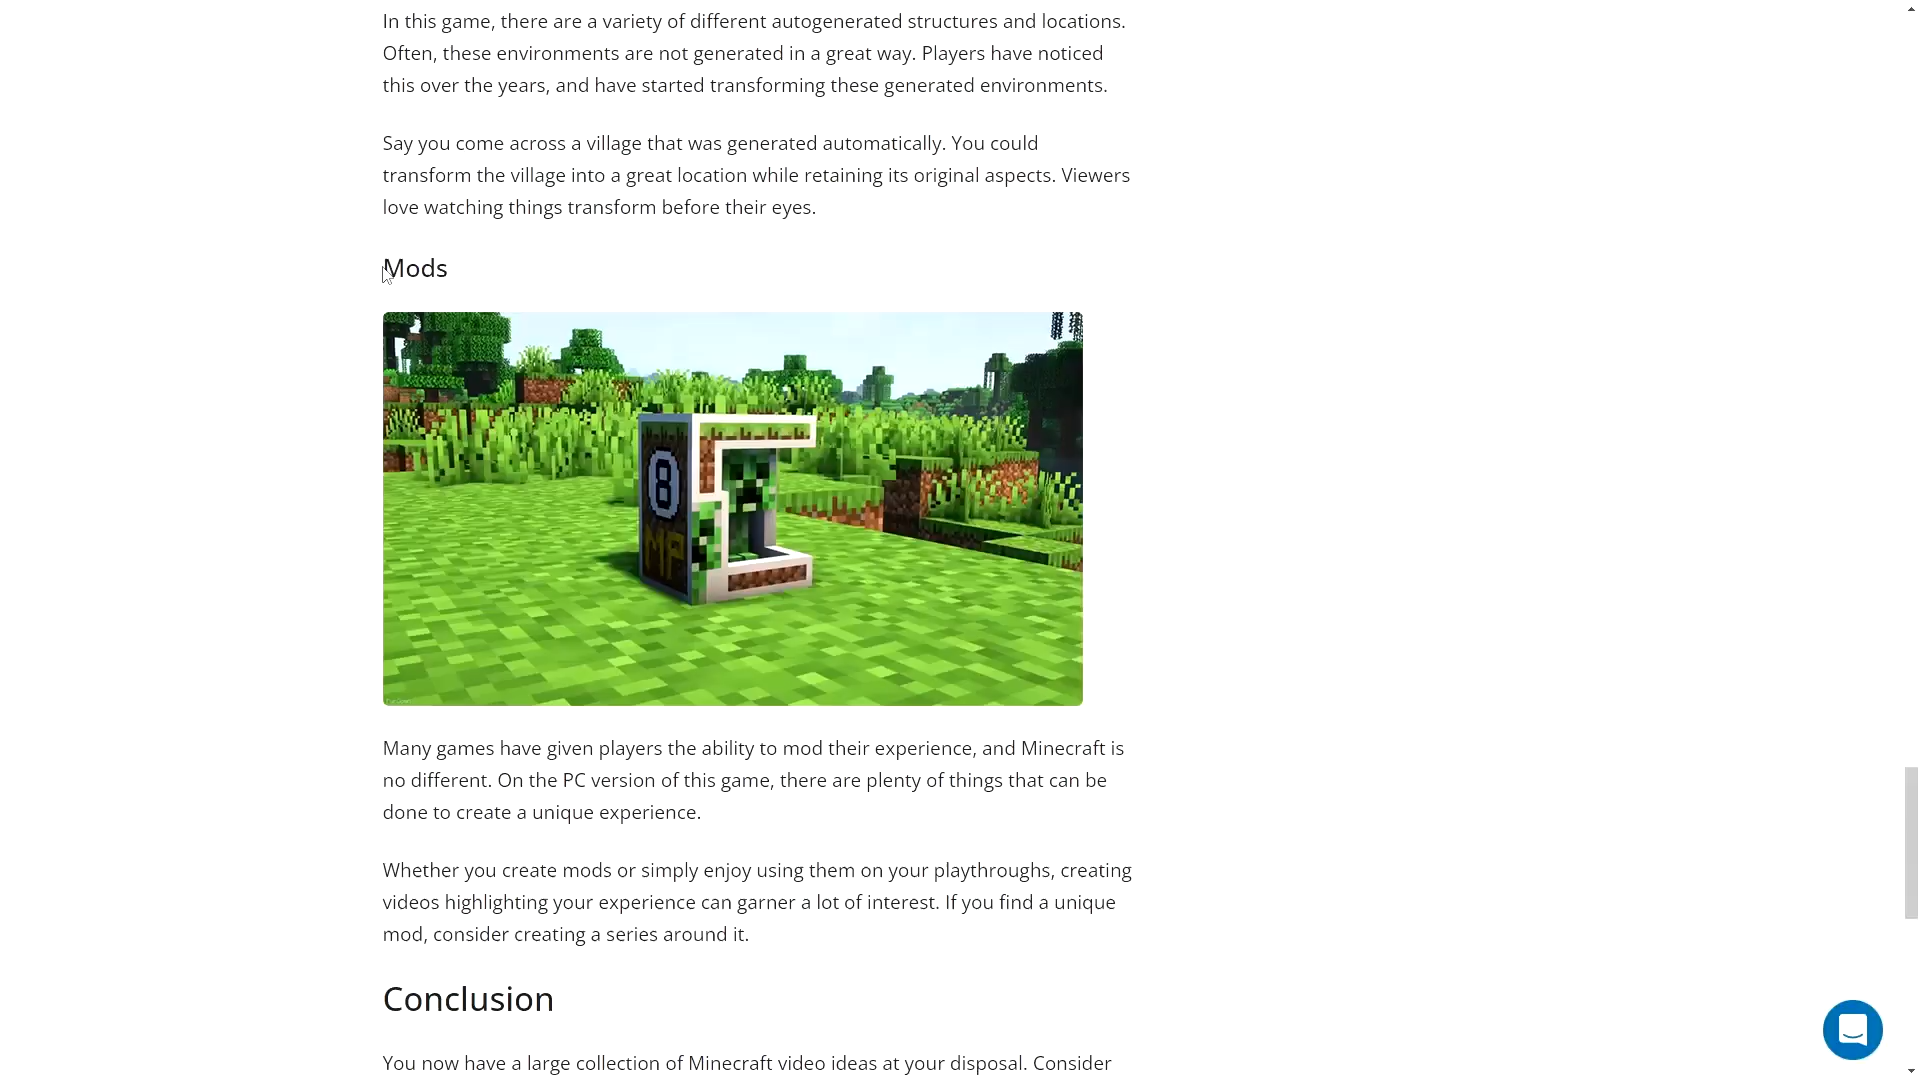 In this game, there are a variety of different autogenerated structures and locations.
Often, these environments are not generated in a great way. Players have noticed
this over the years, and have started transforming these generated environments.
Say you come across a village that was generated automatically. You could
transform the village into a great location while retaining its original aspects. Viewers
love watching things transform before their eyes.
Mods
8
MP
Many games have given players the ability to mod their experience, and Minecraft is
no different. On the PC version of this game, there are plenty of things that can be
done to create a unique experience.
Whether you create mods or simply enjoy using them on your playthroughs, creating
videos highlighting your experience can garner a lot of interest. If you find a unique
mod, consider creating a series around it.
Conclusion
You now have a large collection of Minecraft video ideas at your disposal. Consider